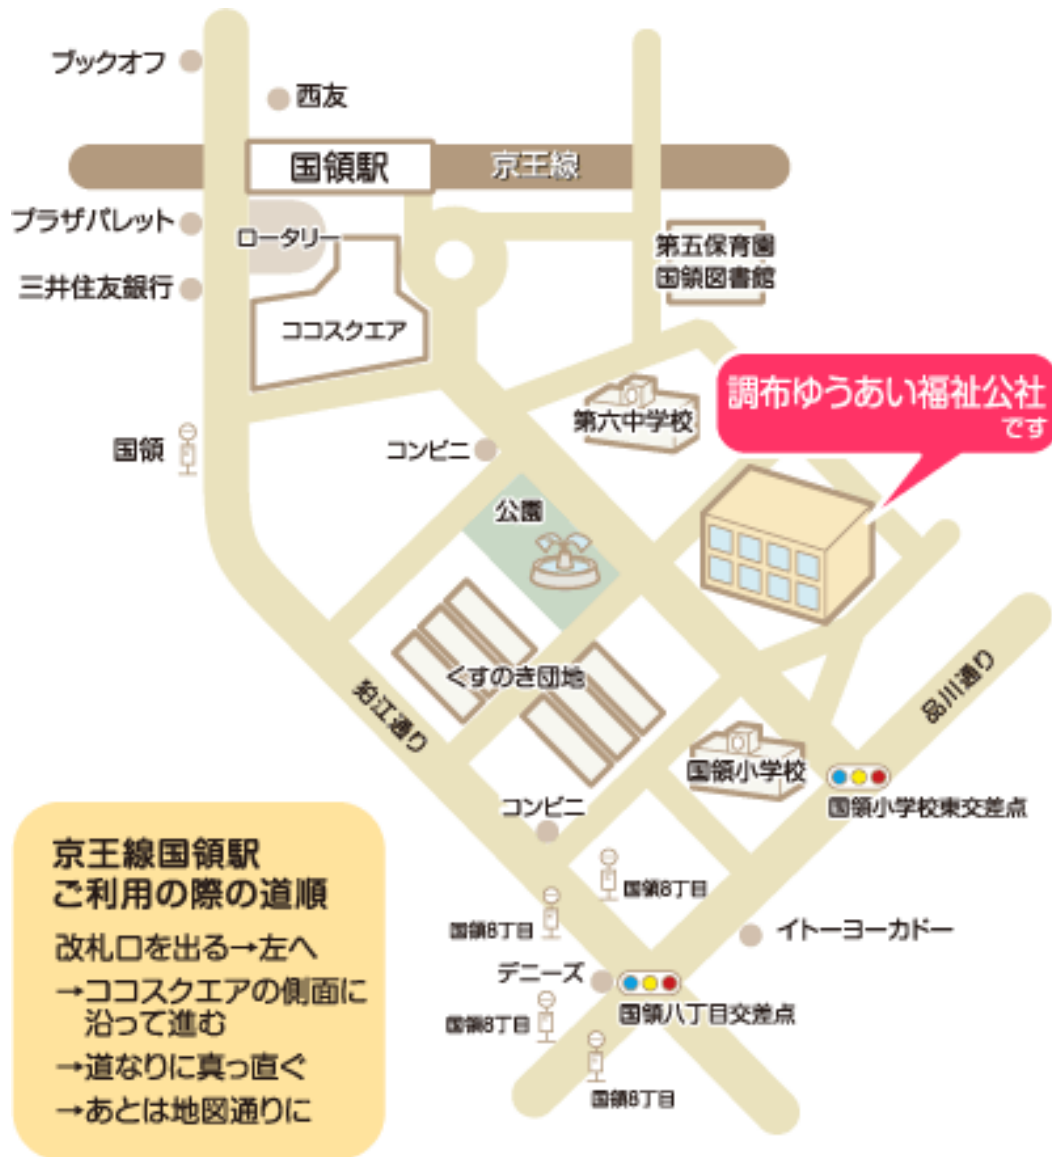 ブックオフ
西友
国領駅
京王線
プラザパレット
ロータリー
第五保育園
国領図書館
三井住友銀行
ココスクエア
調布ゆうあい福祉公社
です
第六中学校
国領
コンビニ
公園
くすのき団地
狛江通り
品川通り
国領小学校
コンビニ
国領小学校東交差点
国領8丁目
国領8丁目
イトーヨーカドー
デニーズ
国領8丁目
国領八丁目交差点
国領8丁目
京王線国領駅
ご利用の際の道順
改札口を出る→左へ
→ココスクエアの側面に
沿って進む
→道なりに真っ直ぐ
→あとは地図通りに